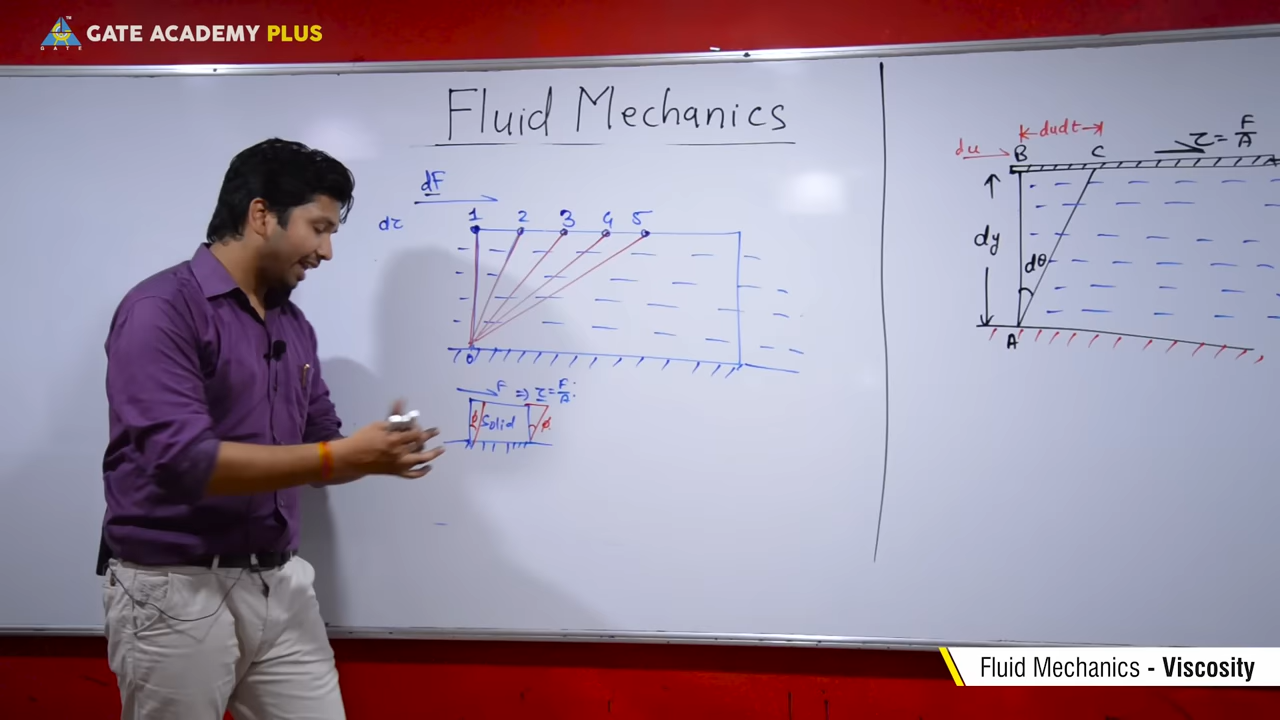 GATE ACADEMY PLUS
GATE
Fluid Mechanics
dF
dτ
1 2 3 4 5
0
F ⇒ τ = F/A
ϕ Solid ϕ
du
dudt
B C
τ = F/A
dy
dθ
A
Fluid Mechanics - Viscosity